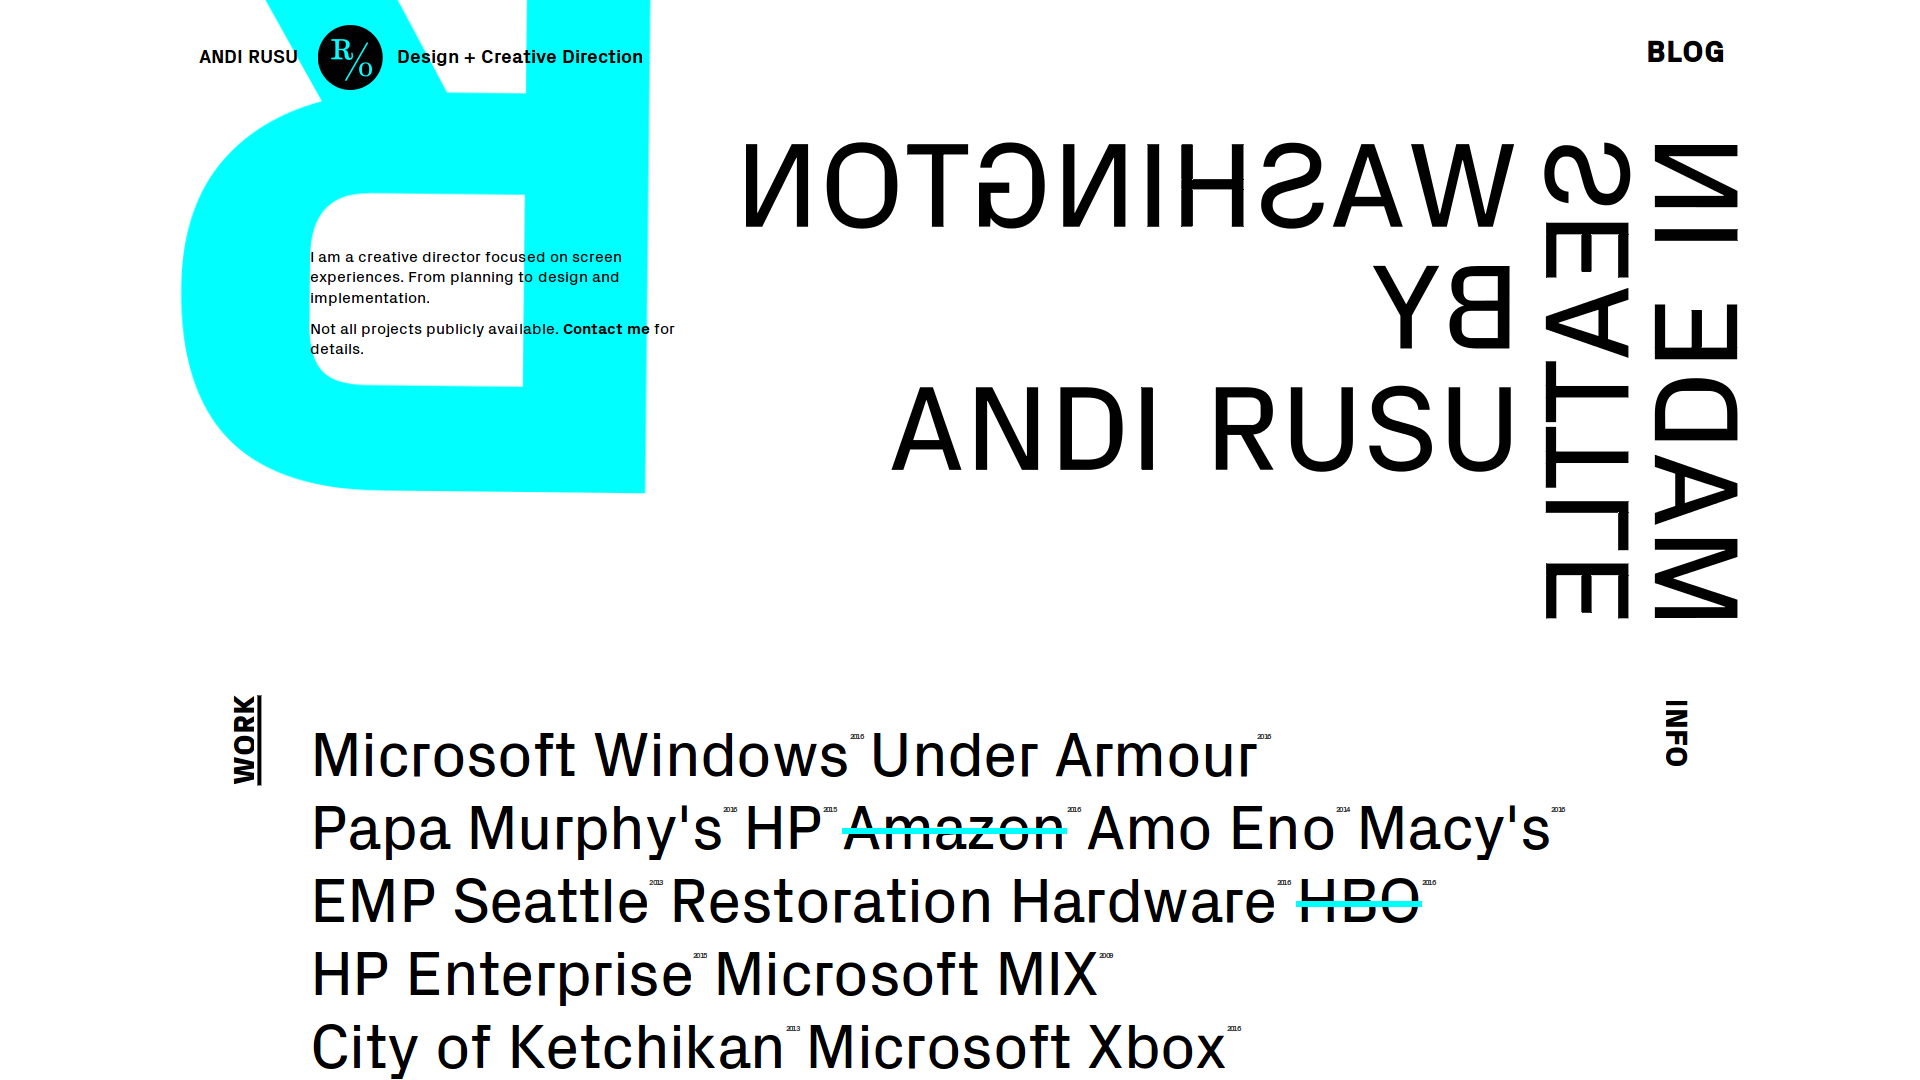 ANDI RUSU
R/O
Design + Creative Direction
BLOG
I am a creative director focused on screen
experiences. From planning to design and
implementation.
Not all projects publicly available. Contact me for
details.
MADE IN
SEATTLE
WASHINGTON
BY
ANDI RUSU
WORK
INFO
Microsoft Windows 2016 Under Armour 2016
Papa Murphy's 2016 HP 2015 Amazon 2016 Amo Eno 2014 Macy's 2016
EMP Seattle 2013 Restoration Hardware 2016 HBO 2016
HP Enterprise 2015 Microsoft MIX 2009
City of Ketchikan 2013 Microsoft Xbox 2016